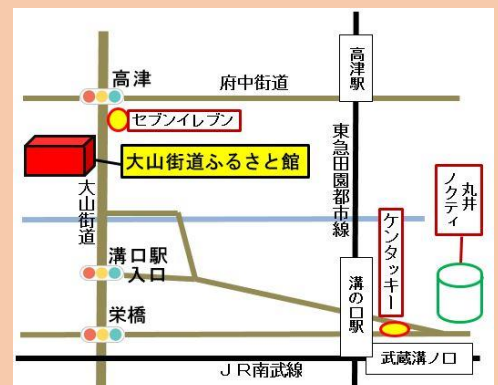 高津
府中街道
高津駅
セブンイレブン
大山街道ふるさと館
大山街道
東急田園都市線
丸井
ノクティ
ケンタッキー
溝口駅
入口
溝の口駅
栄橋
武蔵溝ノ口
JR南武線